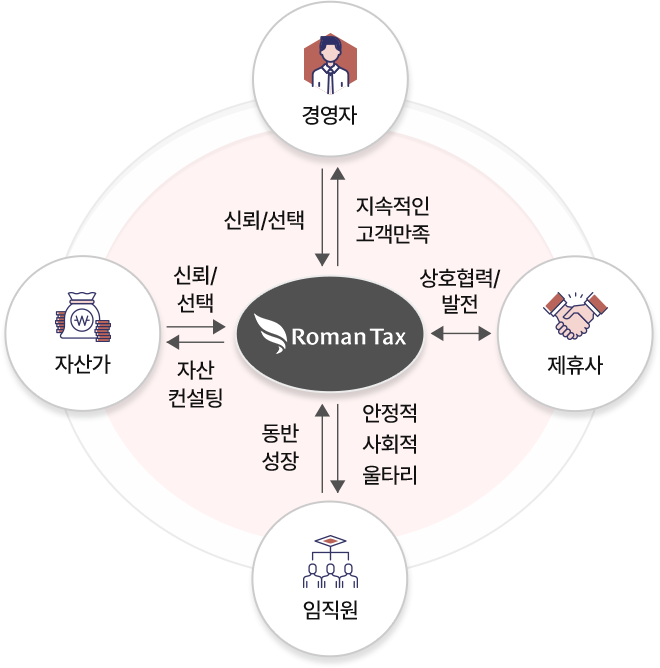 경영자
신뢰/선택
지속적인
고객만족
신뢰/
선택
상호협력/
발전
Roman Tax
자산가
제휴사
자산
컨설팅
동반
성장
안정적
사회적
울타리
임직원